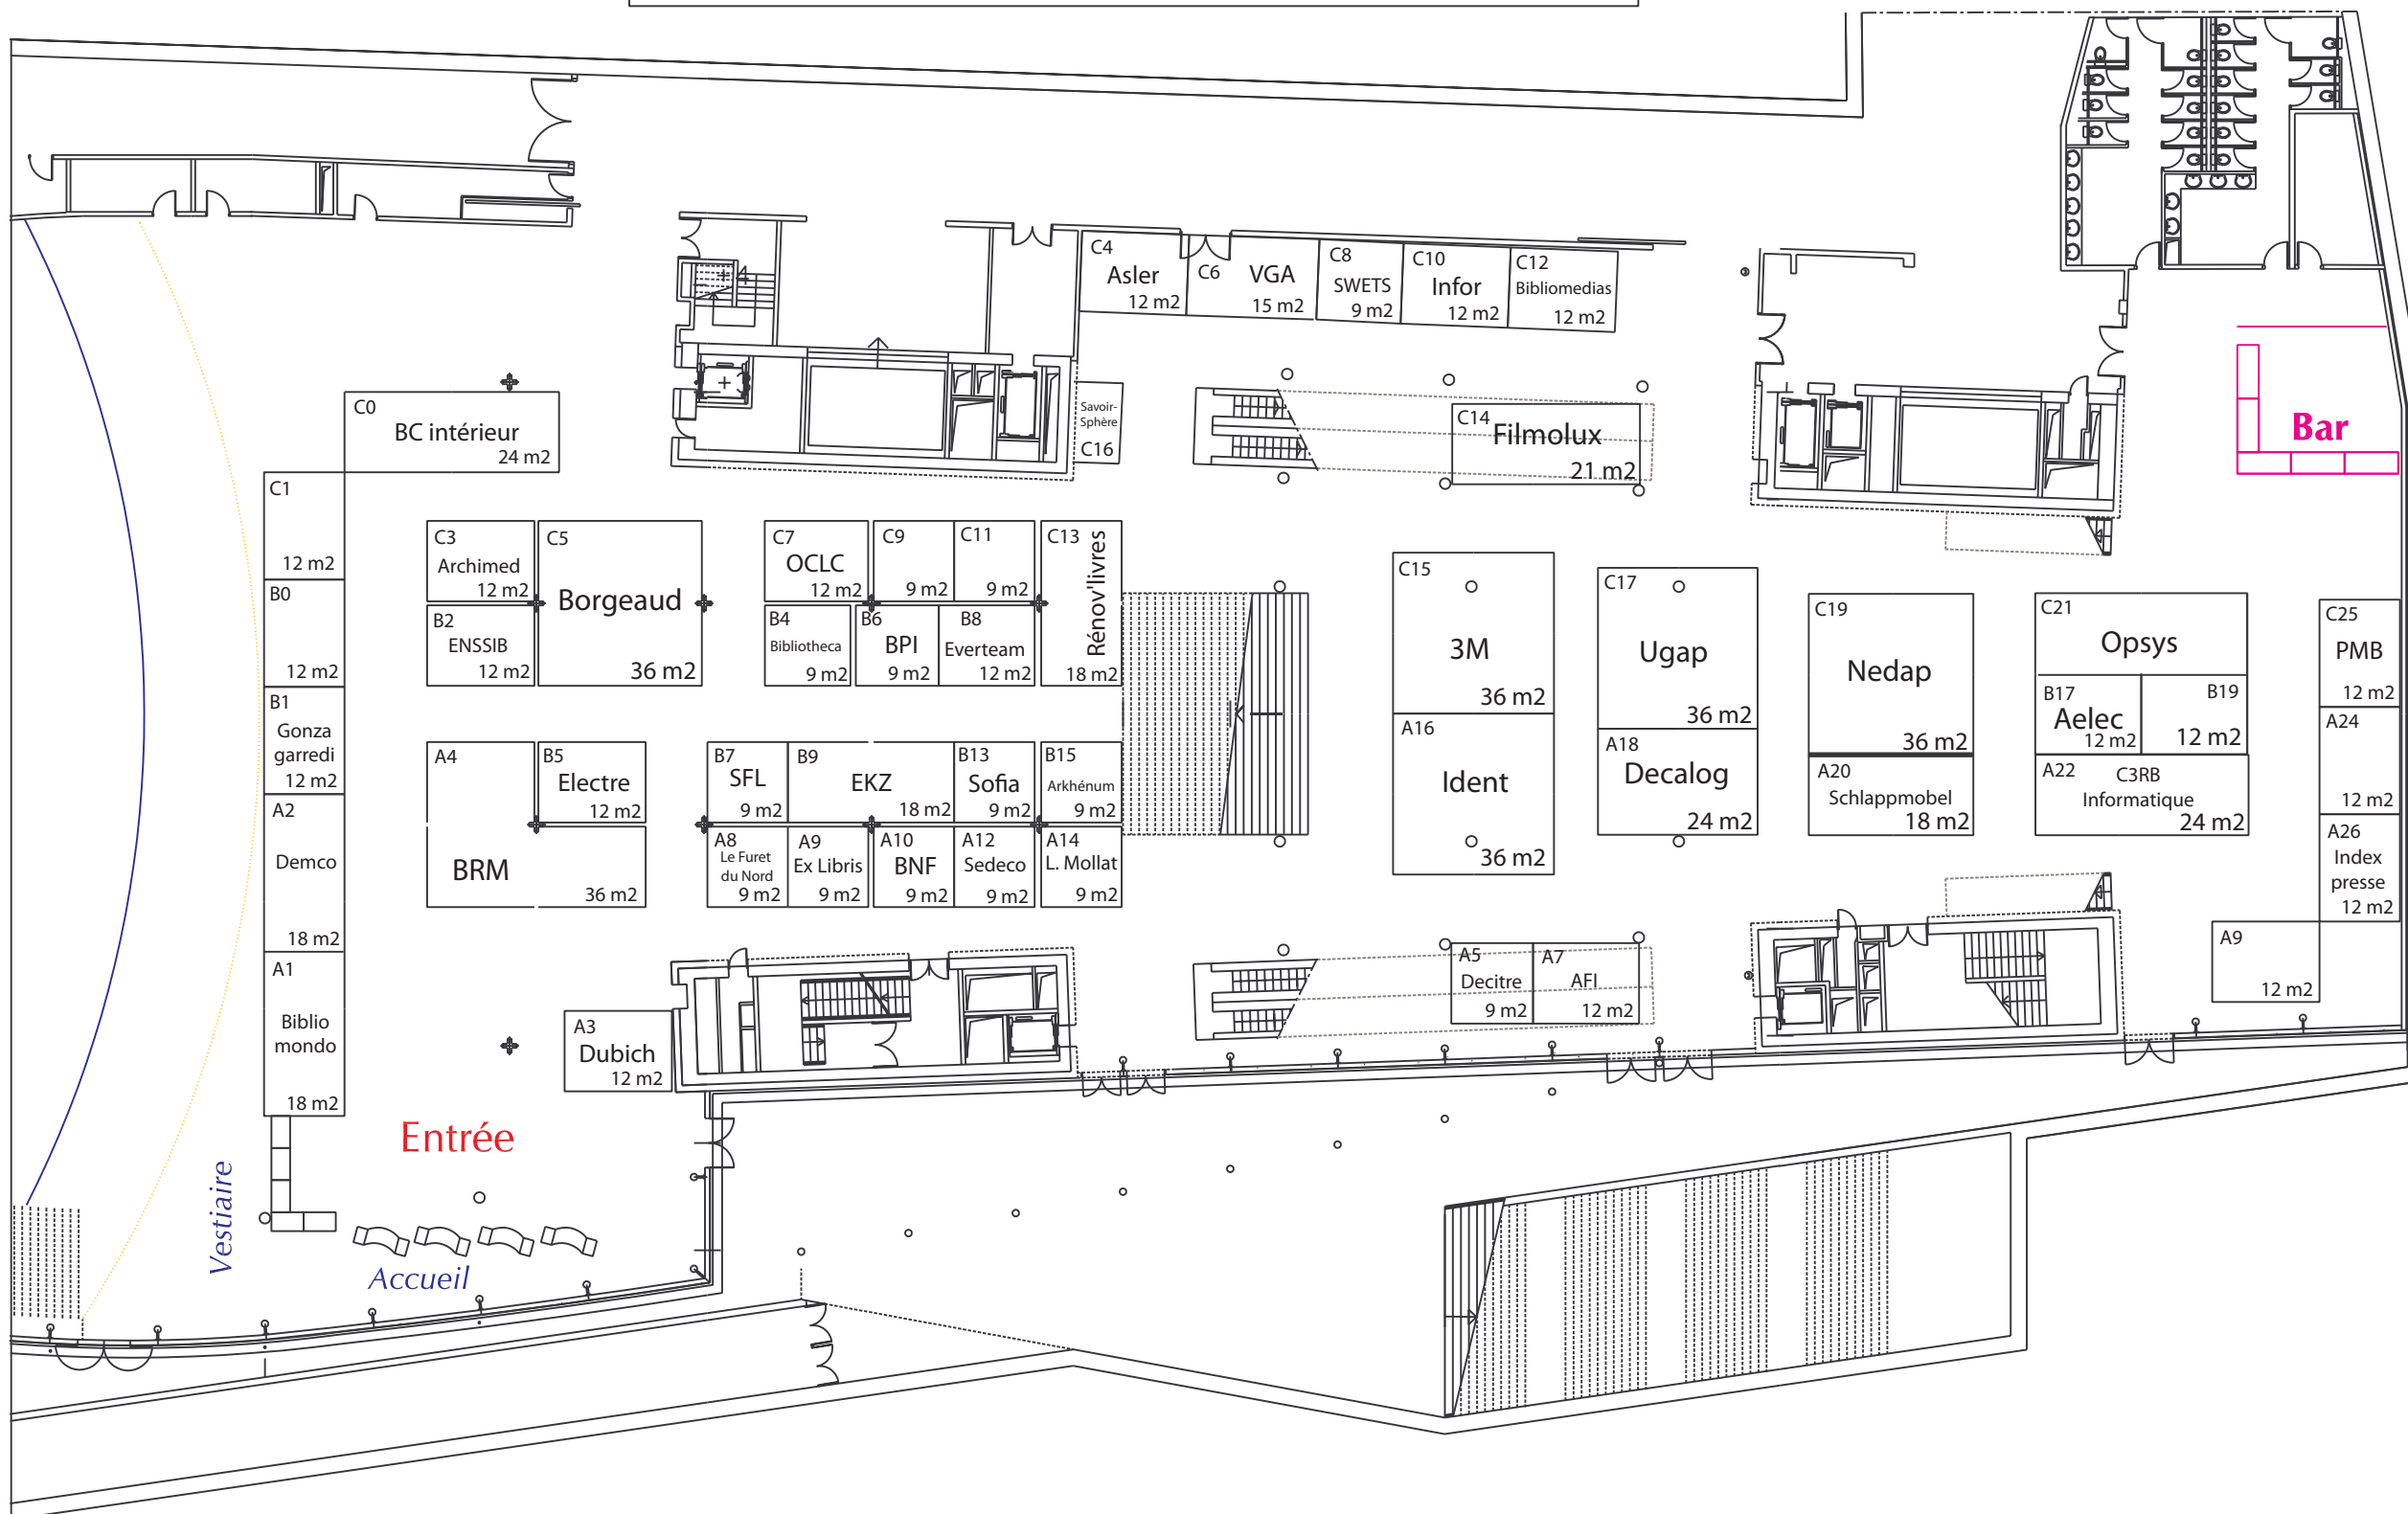 C4
Asler
12 m2
C6
VGA
15 m2
C8
SWETS
9 m2
C10
Infor
12 m2
C12
Bibliomedias
12 m2
C0
BC intérieur
24 m2
Savoir-
Sphère
C16
C14
Filmolux
21 m2
Bar
C1
12 m2
B0
12 m2
B1
Gonza
garredi
12 m2
A2
Demco
18 m2
A1
Biblio
mondo
18 m2
C3
Archimed
12 m2
B2
ENSSIB
12 m2
C5
Borgeaud
36 m2
C7
OCLC
12 m2
C9
9 m2
C11
9 m2
C13
Rénov'livres
18 m2
B4
Bibliotheca
9 m2
B6
BPI
9 m2
B8
Everteam
12 m2
C15
3M
36 m2
A16
Ident
36 m2
C17
Ugap
36 m2
A18
Decalog
24 m2
C19
Nedap
36 m2
A20
Schlappmobel
18 m2
C21
Opsys
B17
Aelec
12 m2
B19
12 m2
A22
C3RB
Informatique
24 m2
C25
PMB
12 m2
A24
12 m2
A26
Index
presse
12 m2
A9
12 m2
A4
BRM
36 m2
B5
Electre
12 m2
B7
SFL
9 m2
B9
EKZ
18 m2
B13
Sofia
9 m2
B15
Arkhénum
9 m2
A8
Le Furet
du Nord
9 m2
A9
Ex Libris
9 m2
A10
BNF
9 m2
A12
Sedeco
9 m2
A14
L. Mollat
9 m2
A5
Decitre
9 m2
A7
AFI
12 m2
A3
Dubich
12 m2
Entrée
Vestiaire
Accueil